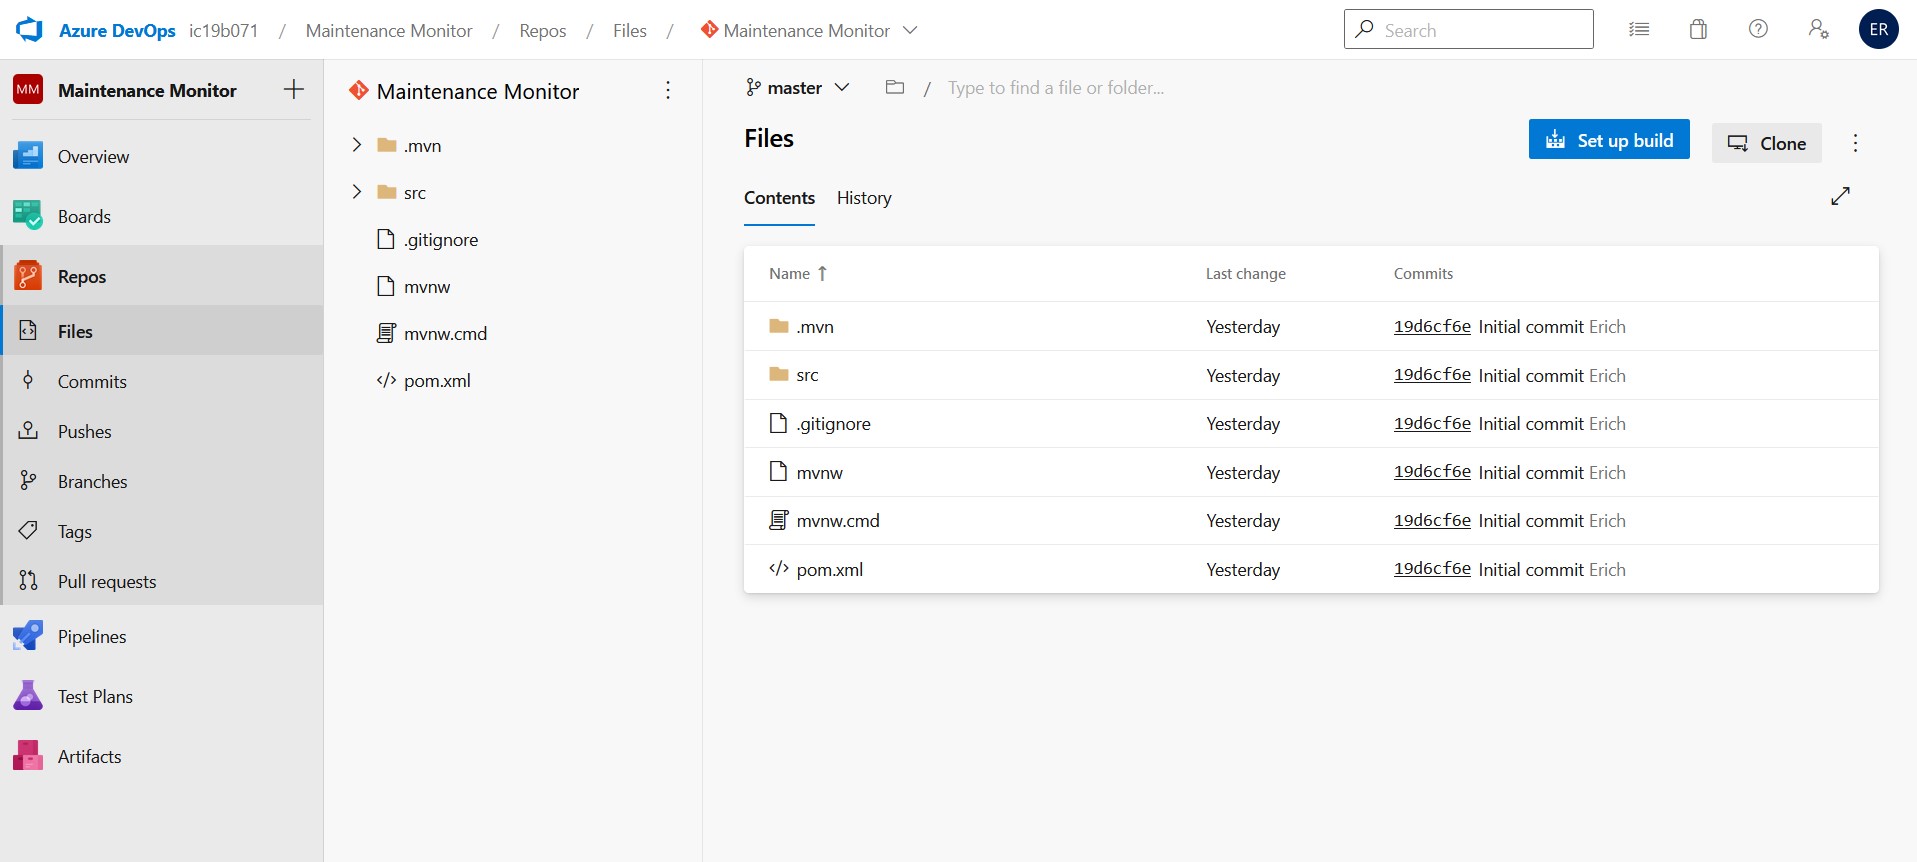 Azure DevOps ic19b071 / Maintenance Monitor / Repos / Files / Maintenance Monitor
Search
ER
MM Maintenance Monitor
Overview
Boards
Repos
Files
Commits
Pushes
Branches
Tags
Pull requests
Pipelines
Test Plans
Artifacts
Maintenance Monitor
.mvn
src
.gitignore
mvnw
mvnw.cmd
</> pom.xml
master / Type to find a file or folder...
Files
Set up build
Clone
Contents History
Name ↑ Last change Commits
.mvn Yesterday 19d6cf6e Initial commit Erich
src Yesterday 19d6cf6e Initial commit Erich
.gitignore Yesterday 19d6cf6e Initial commit Erich
mvnw Yesterday 19d6cf6e Initial commit Erich
mvnw.cmd Yesterday 19d6cf6e Initial commit Erich
</> pom.xml Yesterday 19d6cf6e Initial commit Erich